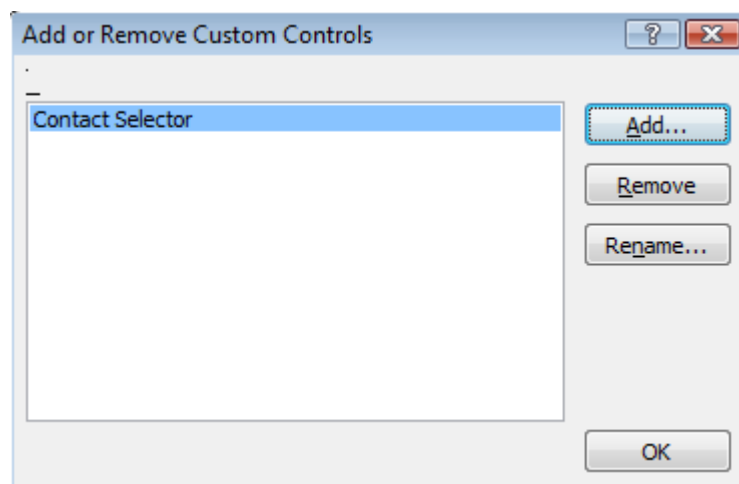 Add or Remove Custom Controls
Contact Selector
Add...
Remove
Rename...
OK